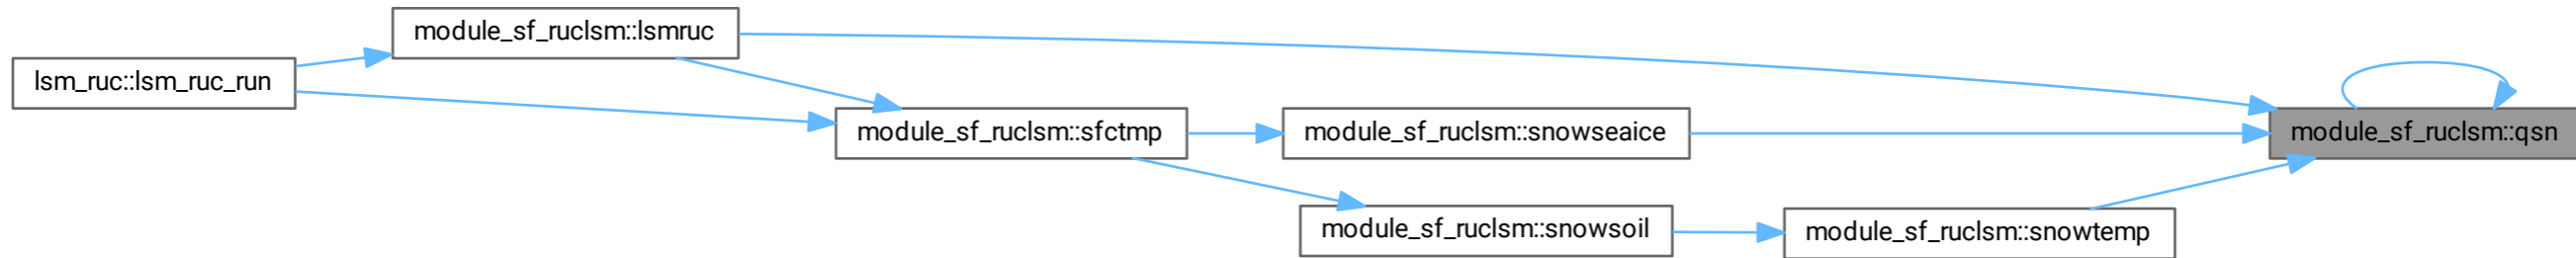 module_sf_ruclsm::lsmruc
lsm_ruc::lsm_ruc_run
module_sf_ruclsm::sfctmp
module_sf_ruclsm::snowseaice
module_sf_ruclsm::qsn
module_sf_ruclsm::snowsoil
module_sf_ruclsm::snowtemp